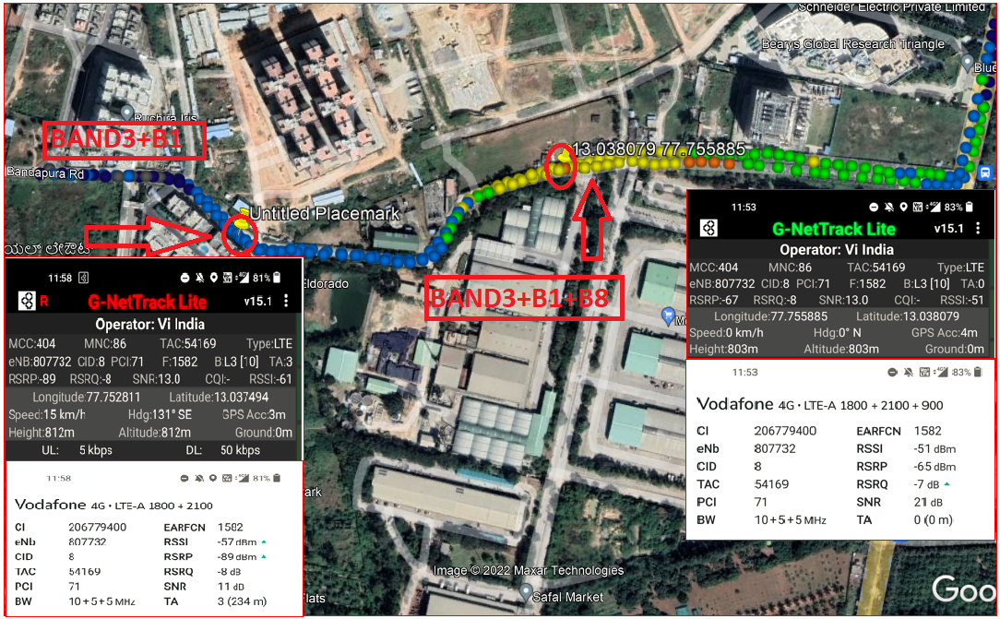 Schneider Electric Private Limited
Bearys Global Research Triangle
Blue
Ruchira Iris
BAND3+B1
Bandapura Rd
13.038079 77.755885
Untitled Placemark
ಯಲ್ ಲೇಔಟ್
Eldorado
BAND3+B1+B8
Mo
11:53
83%
G-NetTrack Lite v15.1
Operator: Vi India
MCC:404 MNC:86 TAC:54169 Type:LTE
eNB:807732 CID:8 PCI:71 F:1582 B:L3 [10] TA:0
RSRP:-67 RSRQ:-8 SNR:13.0 CQI:- RSSI:-51
Longitude:77.755885 Latitude:13.038079
Speed:0 km/h Hdg:0° N GPS Acc:4m
Height:803m Altitude:803m Ground:0m
11:53
83%
Vodafone 4G • LTE-A 1800 + 2100 + 900
CI 206779400 EARFCN 1582
eNb 807732 RSSI -51 dBm
CID 8 RSRP -65 dBm
TAC 54169 RSRQ -7 dB
PCI 71 SNR 21 dB
BW 10+5+5 MHz TA 0 (0 m)
11:58
81%
R G-NetTrack Lite v15.1
Operator: Vi India
MCC:404 MNC:86 TAC:54169 Type:LTE
eNB:807732 CID:8 PCI:71 F:1582 B:L3 [10] TA:3
RSRP:-89 RSRQ:-8 SNR:13.0 CQI:- RSSI:-61
Longitude:77.752811 Latitude:13.037494
Speed:15 km/h Hdg:131° SE GPS Acc:3m
Height:812m Altitude:812m Ground:0m
UL: 5 kbps DL: 50 kbps
11:58
81%
Vodafone 4G • LTE-A 1800 + 2100
CI 206779400 EARFCN 1582
eNb 807732 RSSI -57 dBm
CID 8 RSRP -89 dBm
TAC 54169 RSRQ -8 dB
PCI 71 SNR 11 dB
BW 10+5+5 MHz TA 3 (234 m)
ark
Flats
Image © 2022 Maxar Technologies
Safal Market
Goo